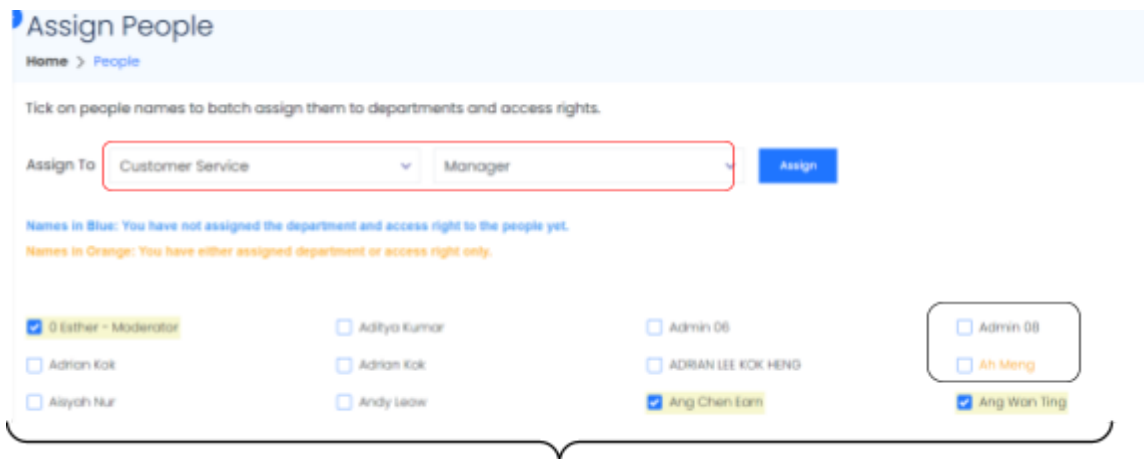 Assign People
Home > People
Tick on people names to batch assign them to departments and access rights.
Assign To Customer Service Manager Assign
Names in Blue: You have not assigned the department and access right to the people yet.
Names in Orange: You have either assigned department or access right only.
0 Esther - Moderator Aditya Kumar Admin 06 Admin 08
Adrian Kok Adrian Kok ADRIAN LEE KOK HENG Ah Meng
Aisyah Nur Andy Leow Ang Chen Earn Ang Wan Ting